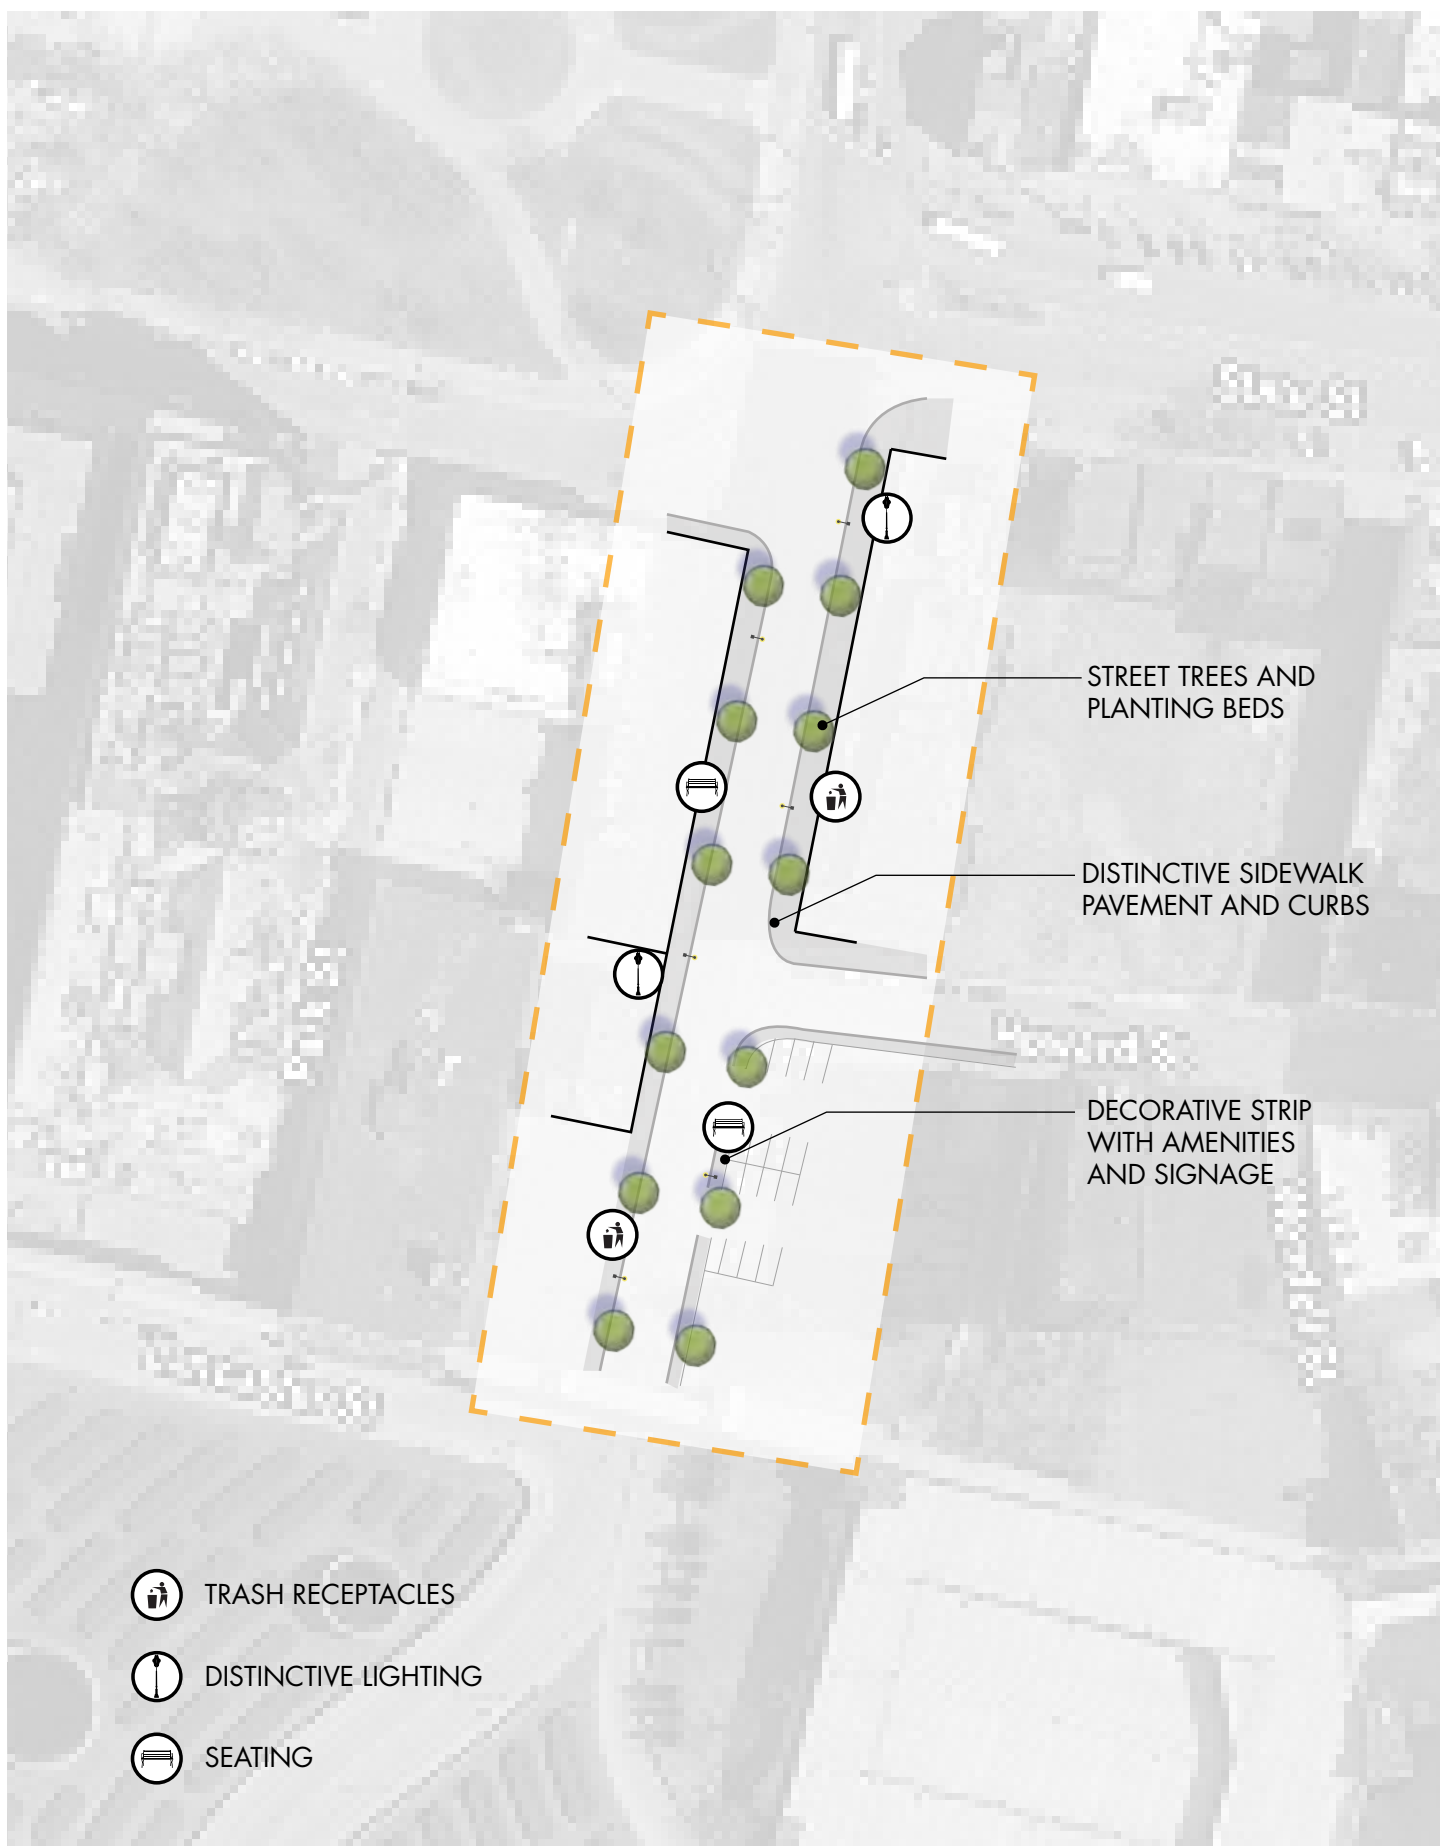 STREET TREES AND
PLANTING BEDS
DISTINCTIVE SIDEWALK
PAVEMENT AND CURBS
DECORATIVE STRIP
WITH AMENITIES
AND SIGNAGE
TRASH RECEPTACLES
DISTINCTIVE LIGHTING
SEATING